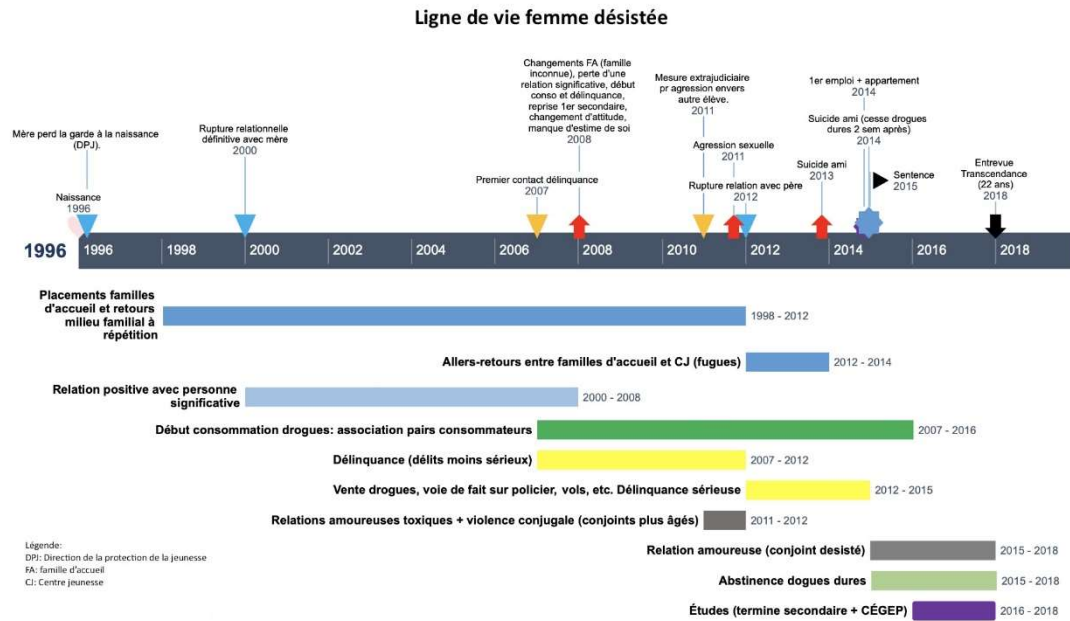 Ligne de vie femme désistée
Mère perd la garde à la naissance
(DPJ).
Naissance
1996
Rupture relationnelle
définitive avec mère
2000
Premier contact délinquance
2007
Changements FA (famille
inconnue), perte d'une
relation significative, début
conso et délinquance,
reprise 1er secondaire,
changement d'attitude,
manque d'estime de soi
2008
Mesure extrajudiciaire
pr agression envers
autre élève.
2011
Agression sexuelle
2011
Rupture relation avec père
2012
Suicide ami
2013
1er emploi + appartement
2014
Suicide ami (cesse drogues
dures 2 sem après)
2014
Sentence
2015
Entrevue
Transcendance
(22 ans)
2018
1996
1996 1998 2000 2002 2004 2006 2008 2010 2012 2014 2016 2018
Placements familles
d'accueil et retours
milieu familial à
répétition
1998 - 2012
Allers-retours entre familles d'accueil et CJ (fugues) 2012 - 2014
Relation positive avec personne
significative
2000 - 2008
Début consommation drogues: association pairs consommateurs 2007 - 2016
Délinquance (délits moins sérieux) 2007 - 2012
Vente drogues, voie de fait sur policier, vols, etc. Délinquance sérieuse 2012 - 2015
Relations amoureuses toxiques + violence conjugale (conjoints plus âgés) 2011 - 2012
Relation amoureuse (conjoint desisté) 2015 - 2018
Abstinence dogues dures 2015 - 2018
Études (termine secondaire + CÉGEP) 2016 - 2018
Légende:
DPJ: Direction de la protection de la jeunesse
FA: famille d'accueil
CJ: Centre jeunesse